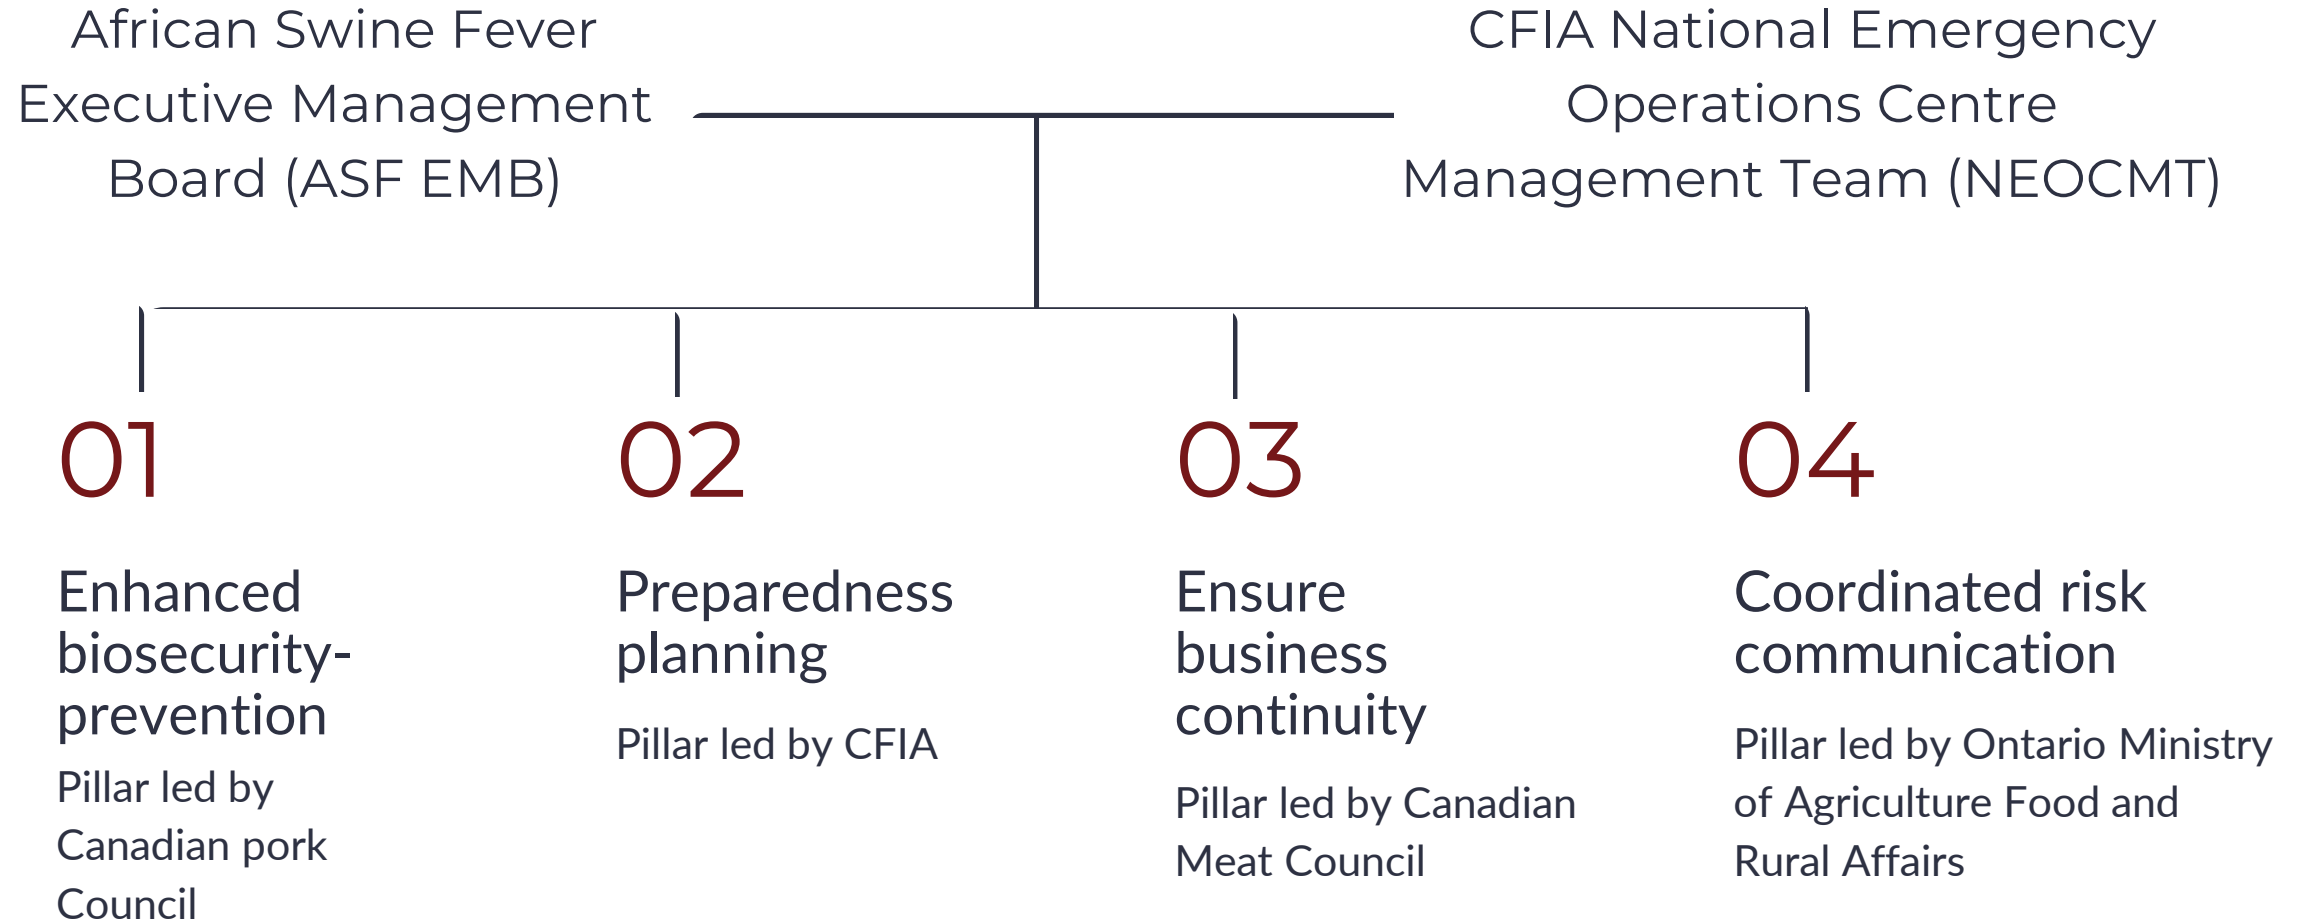 African Swine Fever
Executive Management
Board (ASF EMB)
CFIA National Emergency
Operations Centre
Management Team (NEOCMT)
01
Enhanced
biosecurity-
prevention
Pillar led by
Canadian pork
Council
02
Preparedness
planning
Pillar led by CFIA
03
Ensure
business
continuity
Pillar led by Canadian
Meat Council
04
Coordinated risk
communication
Pillar led by Ontario Ministry
of Agriculture Food and
Rural Affairs